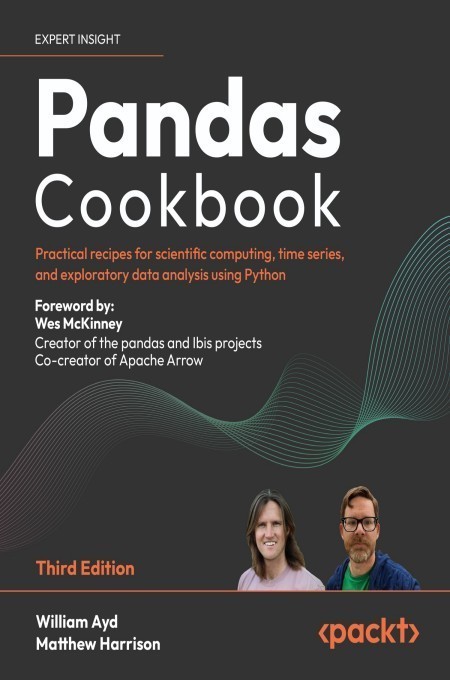 EXPERT INSIGHT
Pandas
Cookbook
Practical recipes for scientific computing, time series,
and exploratory data analysis using Python
Foreword by:
Wes McKinney
Creator of the pandas and Ibis projects
Co-creator of Apache Arrow
Third Edition
William Ayd
Matthew Harrison
<packt>